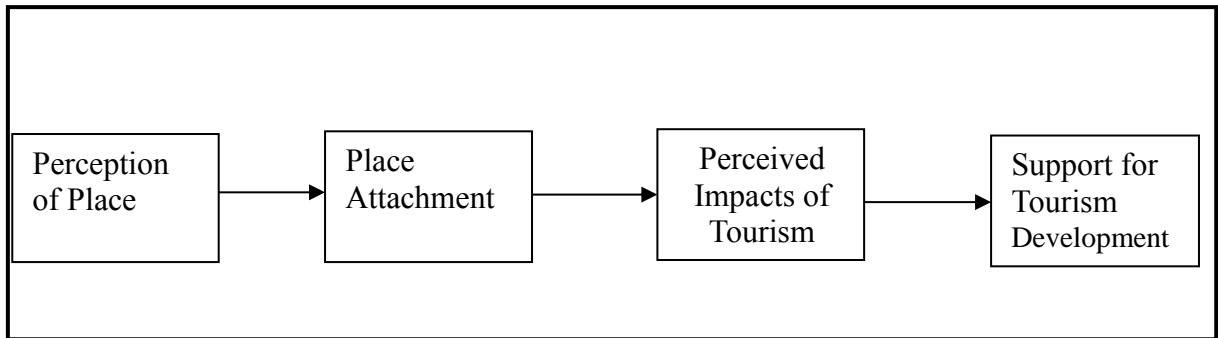 Perception
of Place
Place
Attachment
Perceived
Impacts of
Tourism
Support for
Tourism
Development